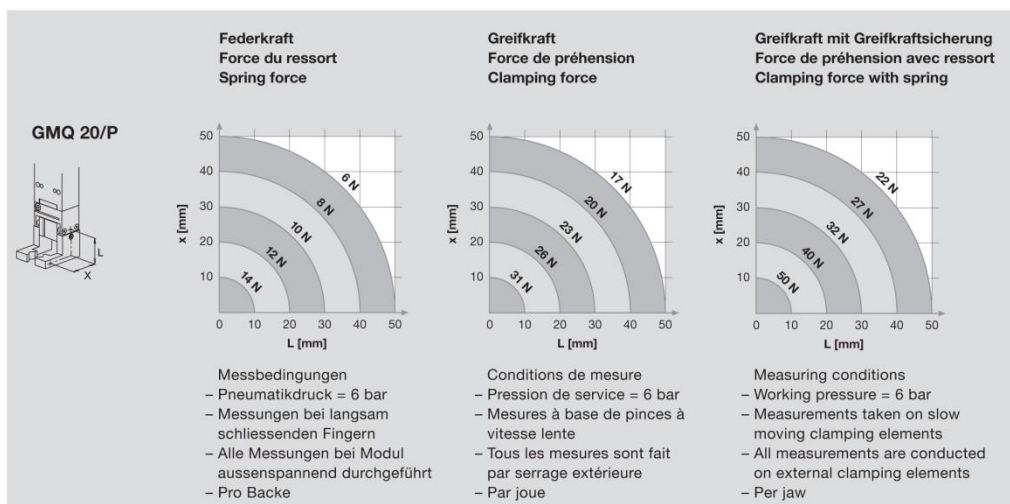 Federkraft
Force du ressort
Spring force
Greifkraft
Force de préhension
Clamping force
Greifkraft mit Greifkraftsicherung
Force de préhension avec ressort
Clamping force with spring
GMQ 20/P
L
X
x [mm]
50
40
30
20
10
6 N
8 N
10 N
12 N
14 N
0 10 20 30 40 50
L [mm]
x [mm]
50
40
30
20
10
17 N
20 N
23 N
26 N
31 N
0 10 20 30 40 50
L [mm]
x [mm]
50
40
30
20
10
22 N
27 N
32 N
40 N
50 N
0 10 20 30 40 50
L [mm]
Messbedingungen
– Pneumatikdruck = 6 bar
– Messungen bei langsam
schliessenden Fingern
– Alle Messungen bei Modul
aussenspannend durchgeführt
– Pro Backe
Conditions de mesure
– Pression de service = 6 bar
– Mesures à base de pinces à
vitesse lente
– Tous les mesures sont fait
par serrage extérieure
– Par joue
Measuring conditions
– Working pressure = 6 bar
– Measurements taken on slow
moving clamping elements
– All measurements are conducted
on external clamping elements
– Per jaw